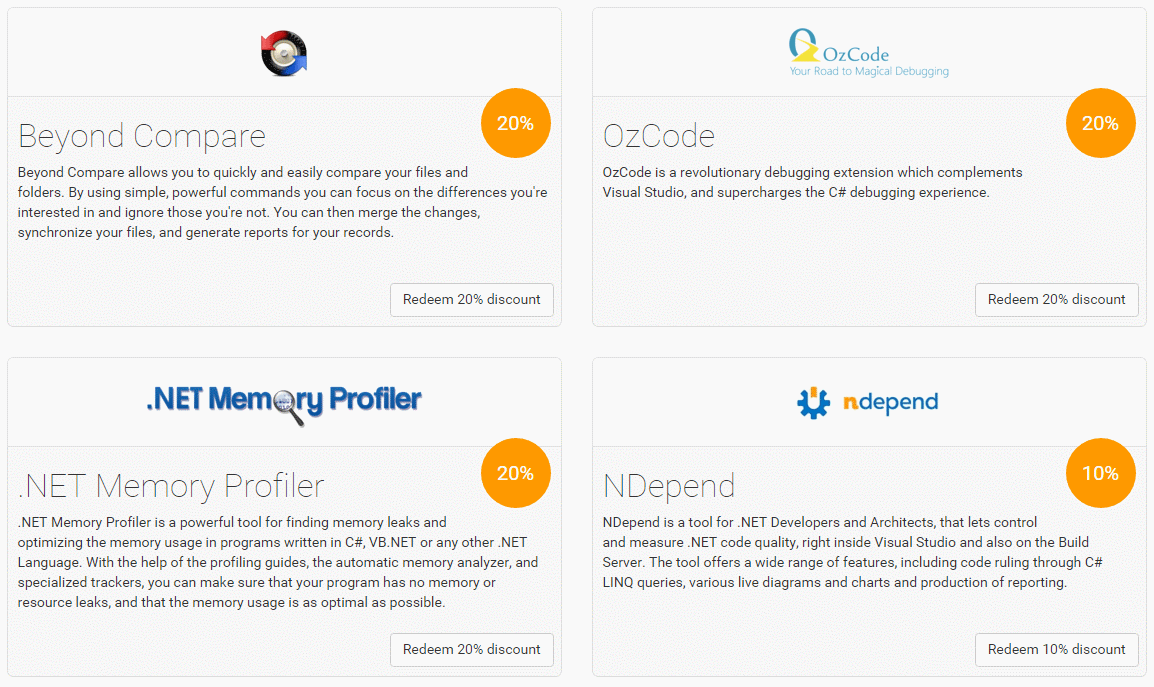 OzCode
Your Road to Magical Debugging
20%
Beyond Compare
Beyond Compare allows you to quickly and easily compare your files and
folders. By using simple, powerful commands you can focus on the differences you're
interested in and ignore those you're not. You can then merge the changes,
synchronize your files, and generate reports for your records.
Redeem 20% discount
20%
OzCode
OzCode is a revolutionary debugging extension which complements
Visual Studio, and supercharges the C# debugging experience.
Redeem 20% discount
.NET Memory Profiler
20%
.NET Memory Profiler
.NET Memory Profiler is a powerful tool for finding memory leaks and
optimizing the memory usage in programs written in C#, VB.NET or any other .NET
Language. With the help of the profiling guides, the automatic memory analyzer, and
specialized trackers, you can make sure that your program has no memory or
resource leaks, and that the memory usage is as optimal as possible.
Redeem 20% discount
ndepend
10%
NDepend
NDepend is a tool for .NET Developers and Architects, that lets control
and measure .NET code quality, right inside Visual Studio and also on the Build
Server. The tool offers a wide range of features, including code ruling through C#
LINQ queries, various live diagrams and charts and production of reporting.
Redeem 10% discount